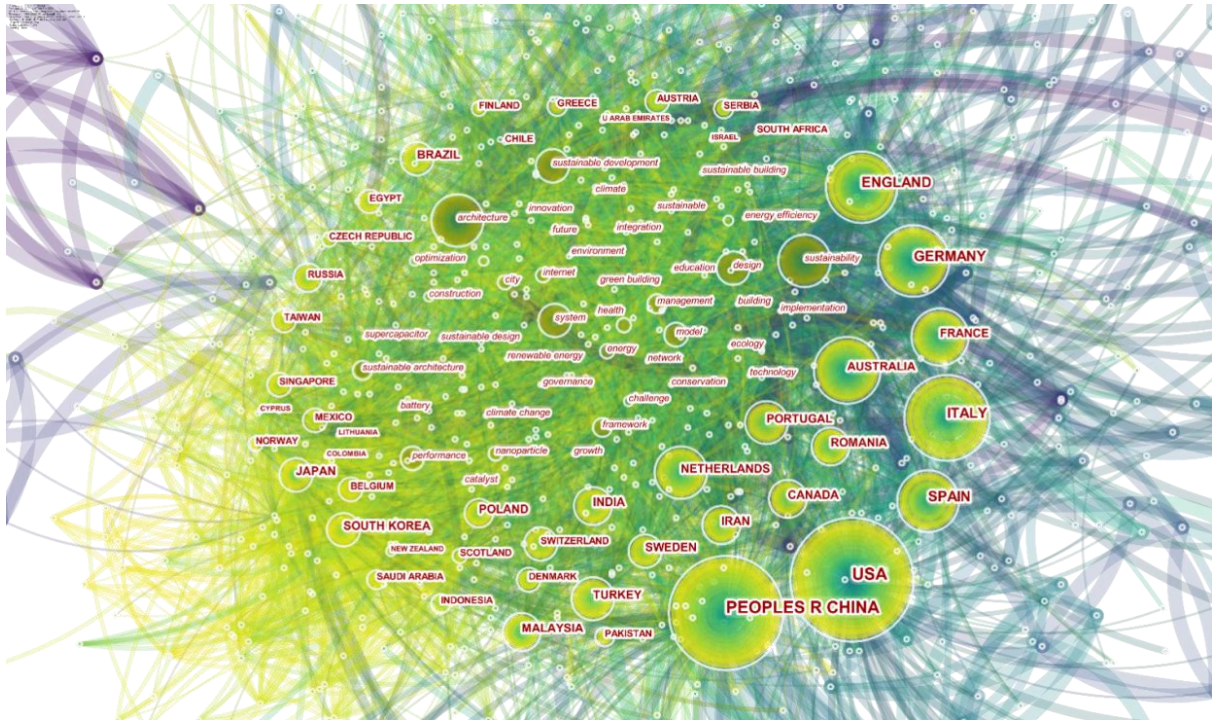 FINLAND
GREECE
AUSTRIA
SERBIA
U ARAB EMIRATES
CHILE
ISRAEL
SOUTH AFRICA
BRAZIL
sustainable development
sustainable building
ENGLAND
climate
EGYPT
innovation
sustainable
architecture
energy efficiency
future
integration
CZECH REPUBLIC
environment
optimization
GERMANY
sustainability
education
design
RUSSIA
city
internet
green building
construction
management
building
implementation
health
TAIWAN
system
supercapacitor
sustainable design
model
FRANCE
ecology
energy
renewable energy
network
sustainable architecture
AUSTRALIA
technology
SINGAPORE
governance
conservation
challenge
CYPRUS
battery
climate change
ITALY
MEXICO
PORTUGAL
framework
LITHUANIA
NORWAY
ROMANIA
COLOMBIA
performance
nanoparticle
growth
JAPAN
NETHERLANDS
catalyst
BELGIUM
CANADA
SPAIN
INDIA
POLAND
IRAN
SOUTH KOREA
SWITZERLAND
SWEDEN
NEW ZEALAND
SCOTLAND
USA
SAUDI ARABIA
DENMARK
TURKEY
INDONESIA
PEOPLES R CHINA
MALAYSIA
PAKISTAN